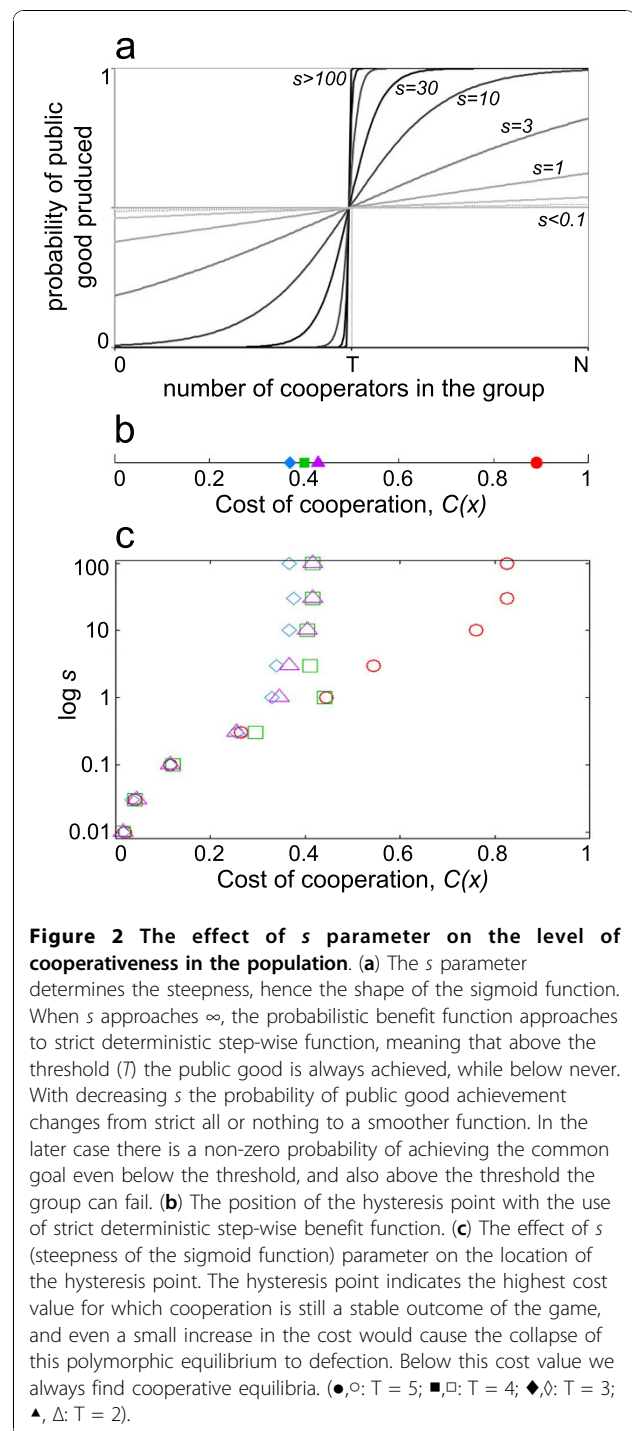 a
1
s>100
s=30
s=10
s=3
s=1
s<0.1
probability of public
good pruduced
0
0 T N
number of cooperators in the group
b
0 0.2 0.4 0.6 0.8 1
Cost of cooperation, C(x)
c
100
10
1
0.1
0.01
log s
0 0.2 0.4 0.6 0.8 1
Cost of cooperation, C(x)
Figure 2 The effect of s parameter on the level of
cooperativeness in the population. (a) The s parameter
determines the steepness, hence the shape of the sigmoid function.
When s approaches ∞, the probabilistic benefit function approaches
to strict deterministic step-wise function, meaning that above the
threshold (T) the public good is always achieved, while below never.
With decreasing s the probability of public good achievement
changes from strict all or nothing to a smoother function. In the
later case there is a non-zero probability of achieving the common
goal even below the threshold, and also above the threshold the
group can fail. (b) The position of the hysteresis point with the use
of strict deterministic step-wise benefit function. (c) The effect of s
(steepness of the sigmoid function) parameter on the location of
the hysteresis point. The hysteresis point indicates the highest cost
value for which cooperation is still a stable outcome of the game,
and even a small increase in the cost would cause the collapse of
this polymorphic equilibrium to defection. Below this cost value we
always find cooperative equilibria. (●,○: T = 5; ■,□: T = 4; ♦,◊: T = 3;
▲, Δ: T = 2).